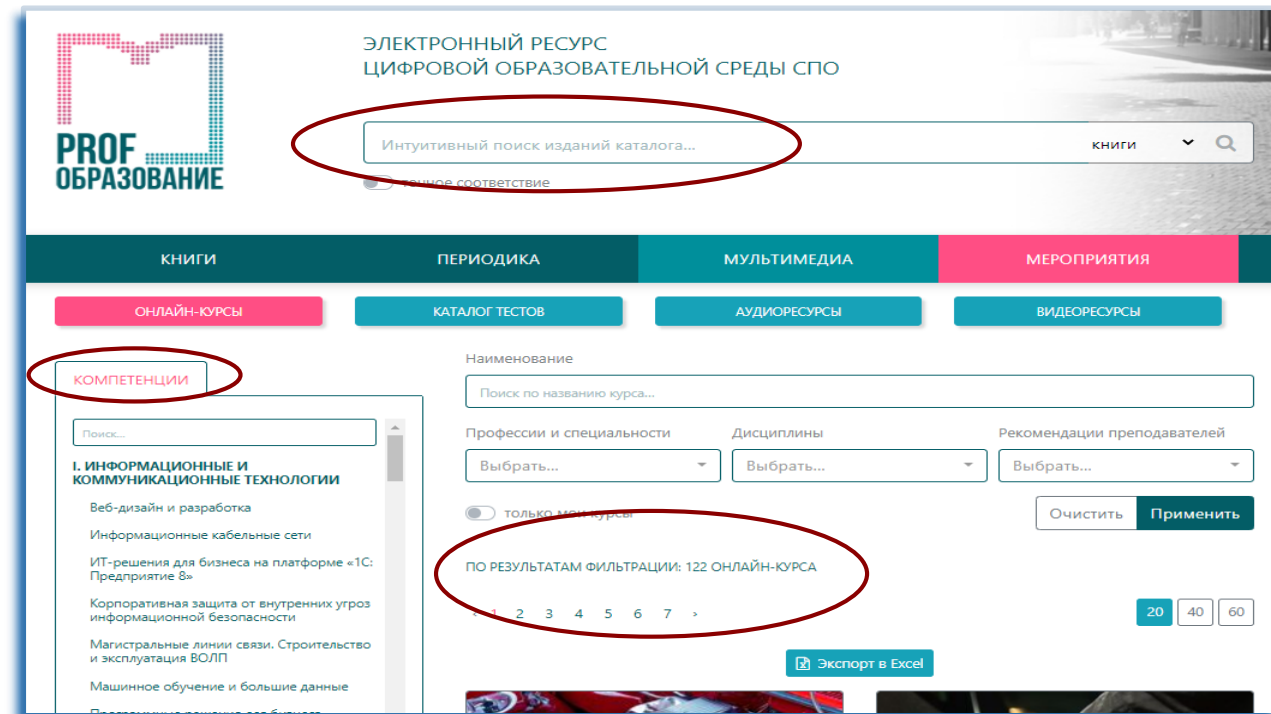 ЭЛЕКТРОННЫЙ РЕСУРС
ЦИФРОВОЙ ОБРАЗОВАТЕЛЬНОЙ СРЕДЫ СПО
PROF
ОБРАЗОВАНИЕ
Интуитивный поиск изданий каталога...
книги
точное соответствие
КНИГИ
ПЕРИОДИКА
МУЛЬТИМЕДИА
МЕРОПРИЯТИЯ
ОНЛАЙН-КУРСЫ
КАТАЛОГ ТЕСТОВ
АУДИОРЕСУРСЫ
ВИДЕОРЕСУРСЫ
КОМПЕТЕНЦИИ
Поиск...
I. ИНФОРМАЦИОННЫЕ И
КОММУНИКАЦИОННЫЕ ТЕХНОЛОГИИ
Веб-дизайн и разработка
Информационные кабельные сети
ИТ-решения для бизнеса на платформе «1С:
Предприятие 8»
Корпоративная защита от внутренних угроз
информационной безопасности
Магистральные линии связи. Строительство
и эксплуатация ВОЛП
Машинное обучение и большие данные
Программные решения для бизнеса
Наименование
Поиск по названию курса...
Профессии и специальности
Дисциплины
Рекомендации преподавателей
Выбрать...
Выбрать...
Выбрать...
только мои курсы
Очистить
Применить
ПО РЕЗУЛЬТАТАМ ФИЛЬТРАЦИИ: 122 ОНЛАЙН-КУРСА
‹ 1 2 3 4 5 6 7 ›
20 40 60
Экспорт в Excel